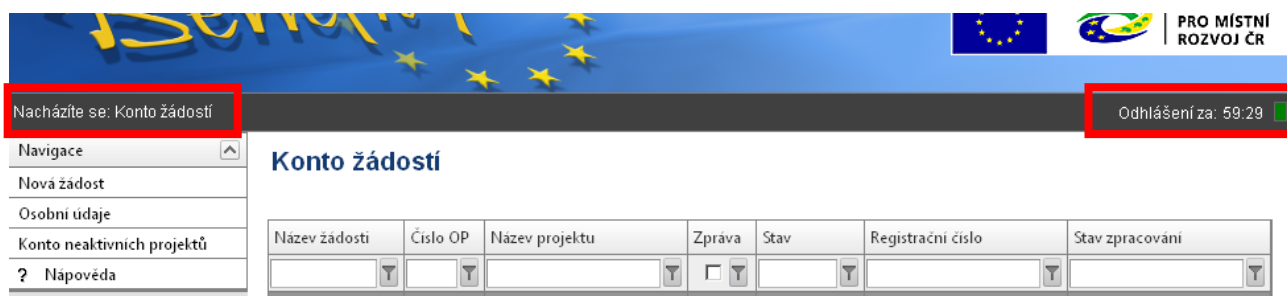 Benefit
PRO MÍSTNÍ
ROZVOJ ČR
Nacházíte se: Konto žádostí
Odhlášení za: 59:29
Navigace
Nová žádost
Osobní údaje
Konto neaktivních projektů
? Nápověda
Konto žádostí
Název žádosti Číslo OP Název projektu Zpráva Stav Registrační číslo Stav zpracování